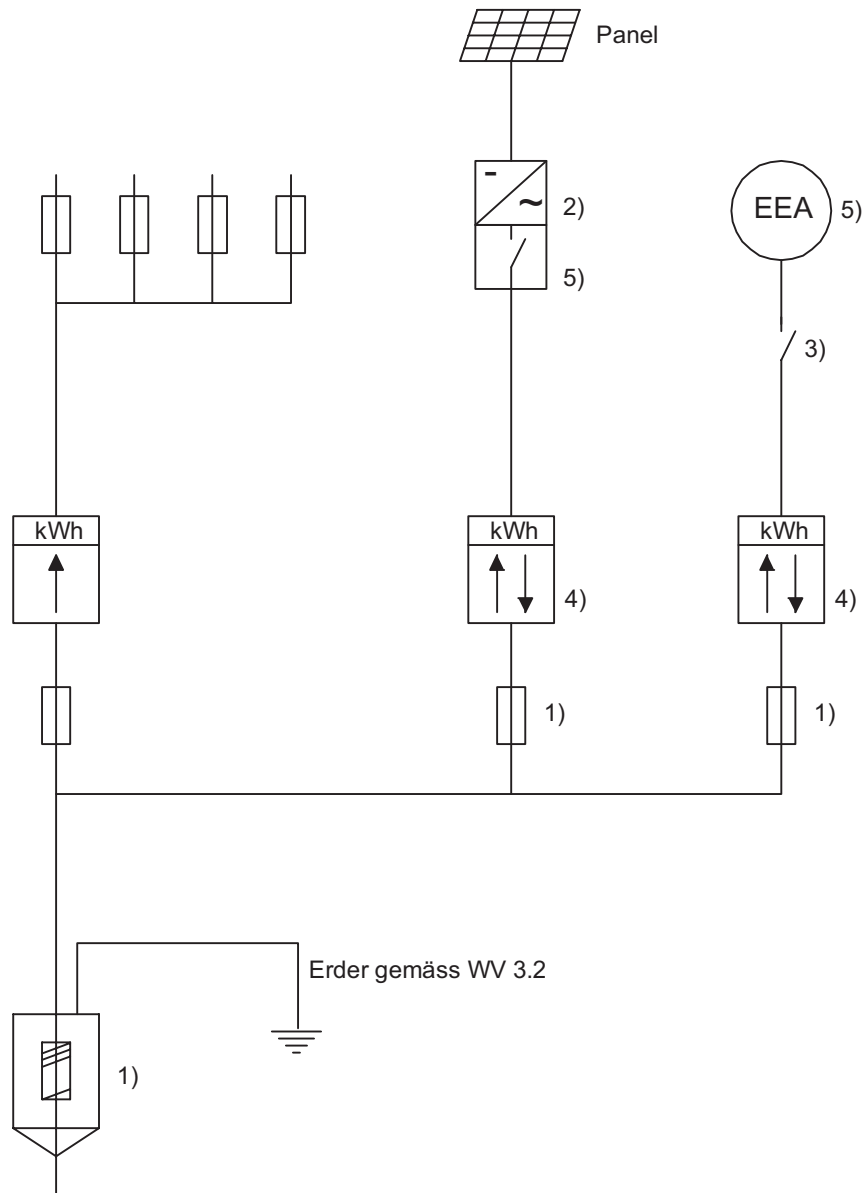 Panel
2)
EEA 5)
5)
3)
kWh
kWh
kWh
4)
4)
1)
1)
Erder gemäss WV 3.2
1)